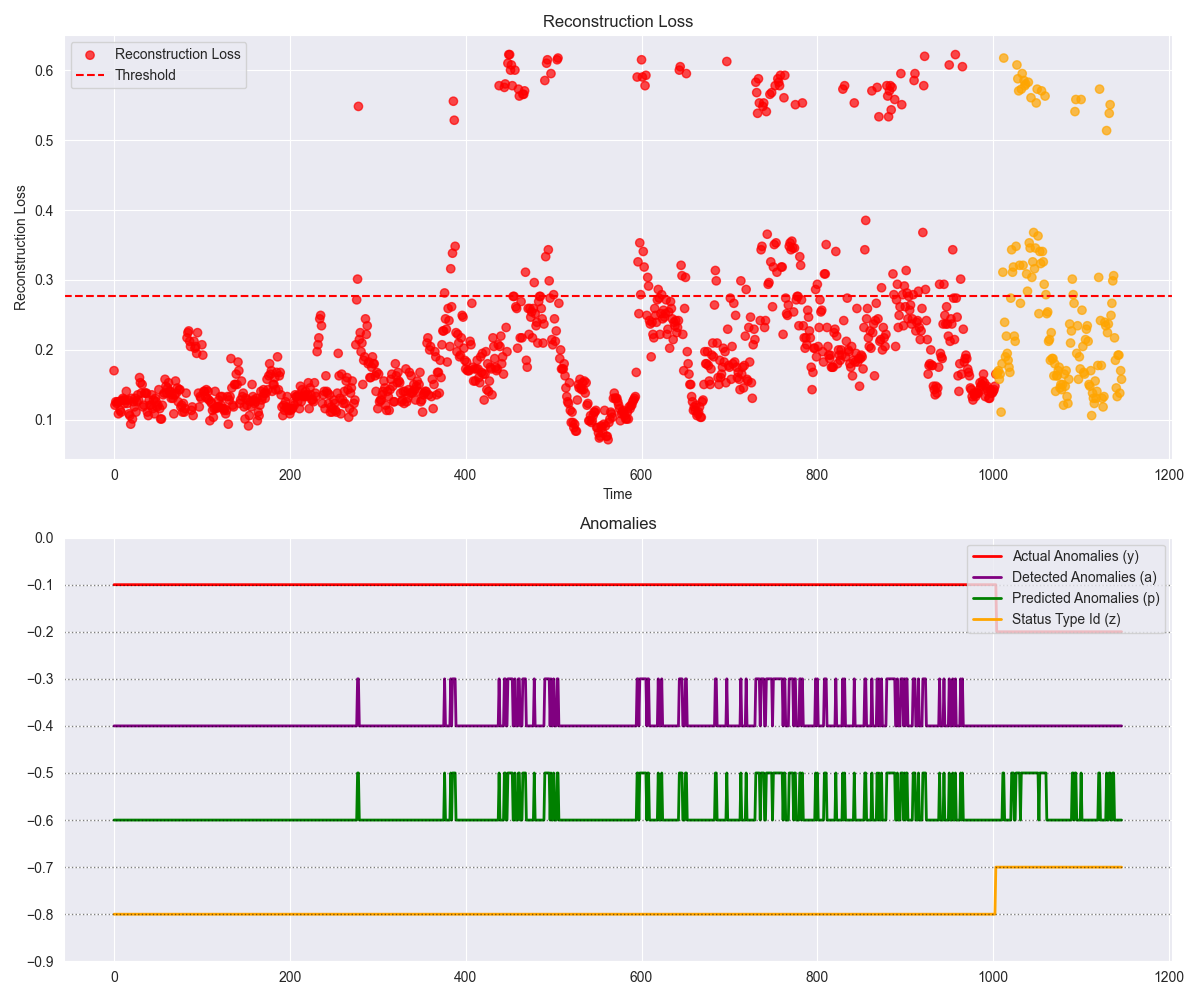 Reconstruction Loss
Reconstruction Loss
Threshold
Reconstruction Loss
0.6
0.5
0.4
0.3
0.2
0.1
0 200 400 600 800 1000 1200
Time
Anomalies
Actual Anomalies (y)
Detected Anomalies (a)
Predicted Anomalies (p)
Status Type Id (z)
0.0
−0.1
−0.2
−0.3
−0.4
−0.5
−0.6
−0.7
−0.8
−0.9
0 200 400 600 800 1000 1200